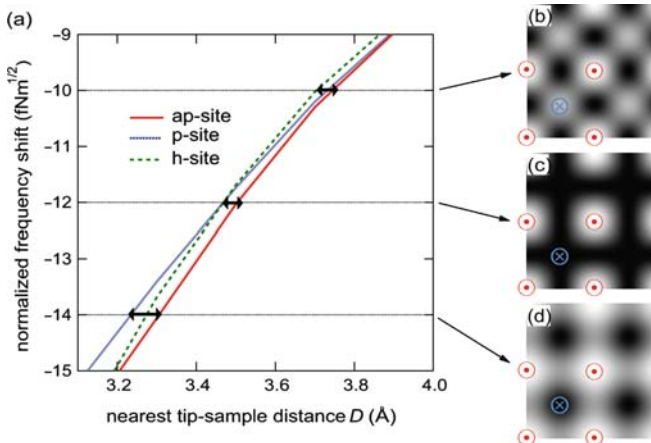 (a)
normalized frequency shift (fNm1/2)
-9
-10
-11
-12
-13
-14
-15
ap-site
p-site
h-site
3.2 3.4 3.6 3.8 4.0
nearest tip-sample distance D (Å)
(b)
(c)
(d)